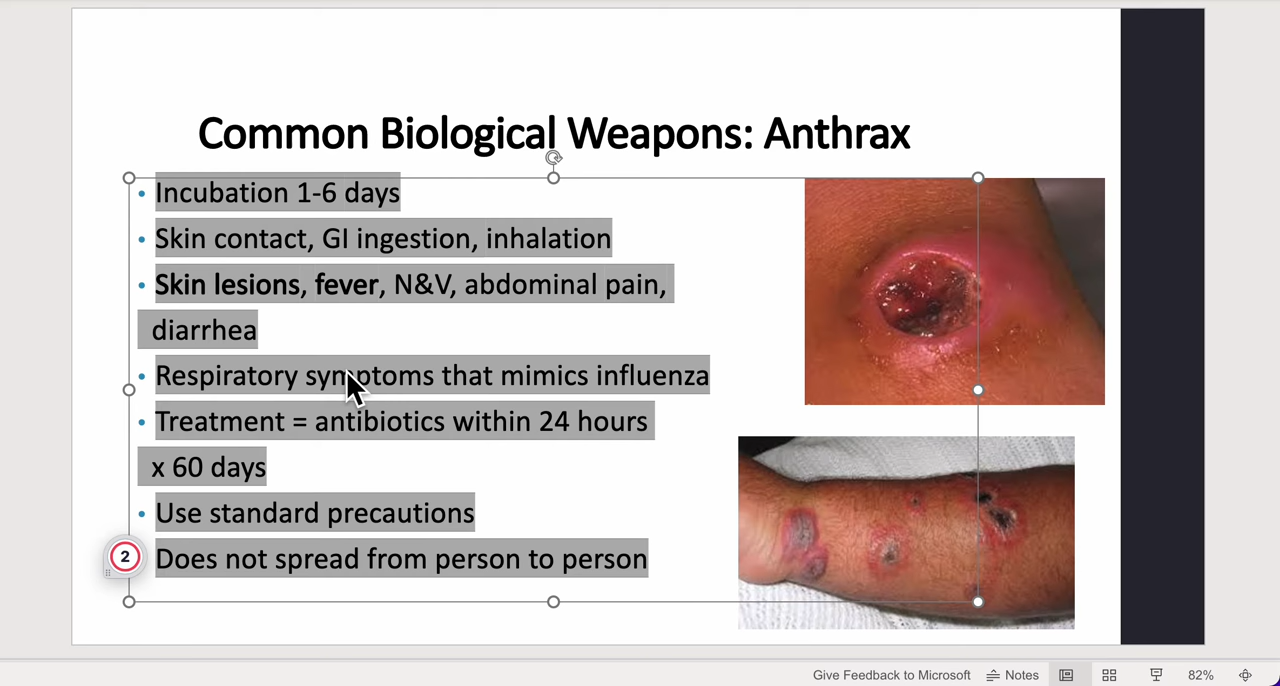 Common Biological Weapons: Anthrax
• Incubation 1-6 days
• Skin contact, GI ingestion, inhalation
• Skin lesions, fever, N&V, abdominal pain,
diarrhea
• Respiratory symptoms that mimics influenza
• Treatment = antibiotics within 24 hours
x 60 days
• Use standard precautions
2 Does not spread from person to person
Give Feedback to Microsoft Notes 82%